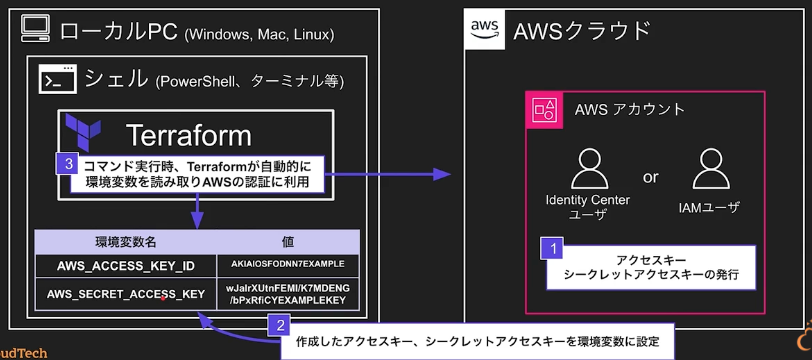 ローカルPC (Windows, Mac, Linux)
シェル (PowerShell、ターミナル等)
Terraform
3
コマンド実行時、Terraformが自動的に
環境変数を読み取りAWSの認証に利用
環境変数名 値
AWS_ACCESS_KEY_ID AKIAIOSFODNN7EXAMPLE
AWS_SECRET_ACCESS_KEY wJalrXUtnFEMI/K7MDENG
/bPxRfiCYEXAMPLEKEY
2
作成したアクセスキー、シークレットアクセスキーを環境変数に設定
aws
AWSクラウド
AWS アカウント
Identity Center
ユーザ
or
IAMユーザ
1
アクセスキー
シークレットアクセスキーの発行